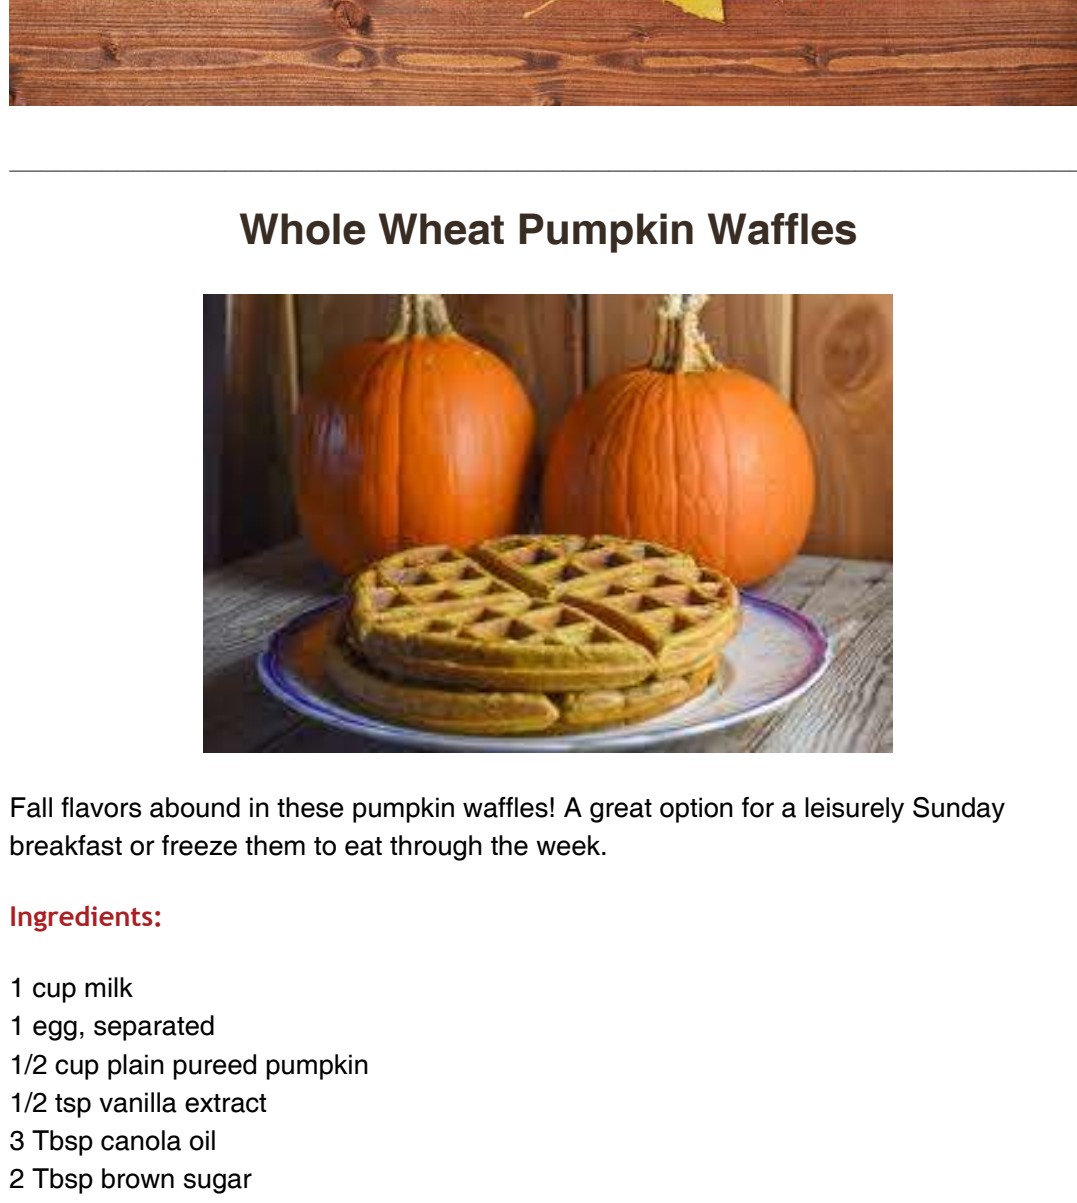 Whole Wheat Pumpkin Waffles
Fall flavors abound in these pumpkin waffles! A great option for a leisurely Sunday
breakfast or freeze them to eat through the week.
Ingredients:
1 cup milk
1 egg, separated
1/2 cup plain pureed pumpkin
1/2 tsp vanilla extract
3 Tbsp canola oil
2 Tbsp brown sugar